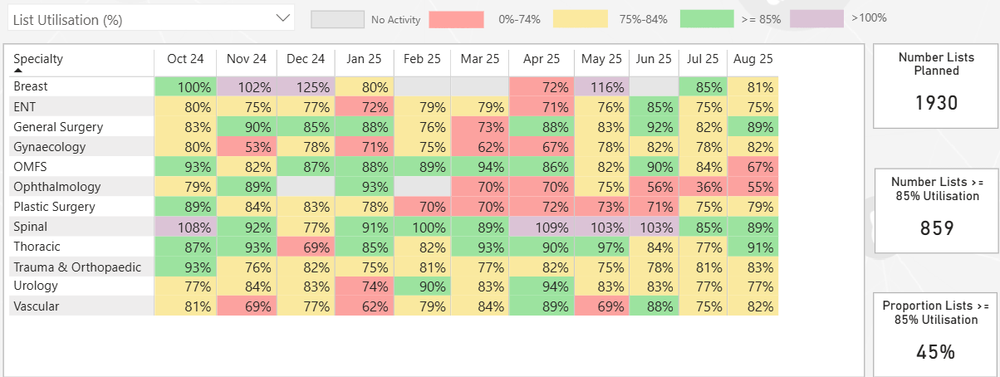 List Utilisation (%) No Activity 0%-74% 75%-84% >= 85% >100%
Specialty Oct 24 Nov 24 Dec 24 Jan 25 Feb 25 Mar 25 Apr 25 May 25 Jun 25 Jul 25 Aug 25
Breast 100% 102% 125% 80% 72% 116% 85% 81%
ENT 80% 75% 77% 72% 79% 79% 71% 76% 85% 75% 75%
General Surgery 83% 90% 85% 88% 76% 73% 88% 83% 92% 82% 89%
Gynaecology 80% 53% 78% 71% 75% 62% 67% 78% 82% 78% 82%
OMFS 93% 82% 87% 88% 89% 94% 86% 82% 90% 84% 67%
Ophthalmology 79% 89% 93% 70% 70% 75% 56% 36% 55%
Plastic Surgery 89% 84% 83% 78% 70% 70% 72% 73% 71% 75% 79%
Spinal 108% 92% 77% 91% 100% 89% 109% 103% 103% 85% 89%
Thoracic 87% 93% 69% 85% 82% 93% 90% 97% 84% 77% 91%
Trauma & Orthopaedic 93% 76% 82% 75% 81% 77% 82% 75% 78% 81% 83%
Urology 77% 84% 83% 74% 90% 83% 94% 83% 83% 77% 77%
Vascular 81% 69% 77% 62% 79% 84% 89% 69% 88% 75% 82%
Number Lists
Planned
1930
Number Lists >=
85% Utilisation
859
Proportion Lists >=
85% Utilisation
45%